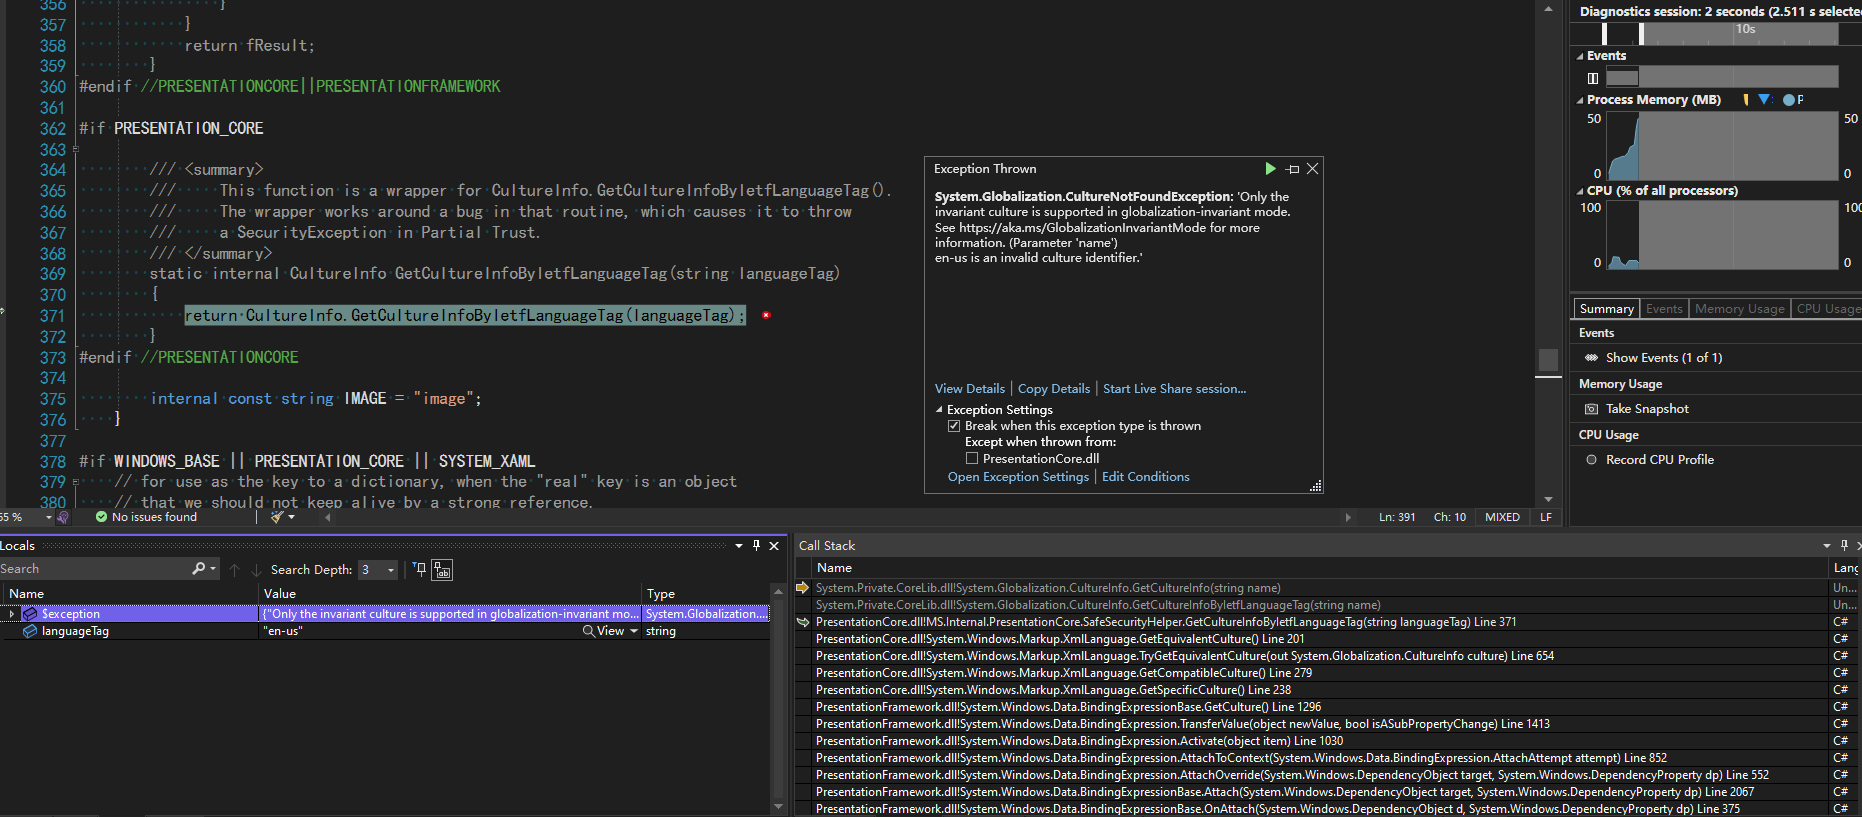 356 }
357 }
358 return fResult;
359 }
360 #endif //PRESENTATIONCORE||PRESENTATIONFRAMEWORK
361
362 #if PRESENTATION_CORE
363
364 /// <summary>
365 /// This function is a wrapper for CultureInfo.GetCultureInfoByIetfLanguageTag().
366 /// The wrapper works around a bug in that routine, which causes it to throw
367 /// a SecurityException in Partial Trust.
368 /// </summary>
369 static internal CultureInfo GetCultureInfoByIetfLanguageTag(string languageTag)
370 {
371 return CultureInfo.GetCultureInfoByIetfLanguageTag(languageTag);
372 }
373 #endif //PRESENTATIONCORE
374
375 internal const string IMAGE = "image";
376 }
377
378 #if WINDOWS_BASE || PRESENTATION_CORE || SYSTEM_XAML
379 // for use as the key to a dictionary, when the "real" key is an object
380 // that we should not keep alive by a strong reference.
55 % No issues found Ln: 391 Ch: 10 MIXED LF
Exception Thrown
System.Globalization.CultureNotFoundException: 'Only the
invariant culture is supported in globalization-invariant mode.
See https://aka.ms/GlobalizationInvariantMode for more
information. (Parameter 'name')
en-us is an invalid culture identifier.'
View Details | Copy Details | Start Live Share session...
Exception Settings
Break when this exception type is thrown
Except when thrown from:
PresentationCore.dll
Open Exception Settings | Edit Conditions
Diagnostics session: 2 seconds (2.511 s selecte
10s
Events
Process Memory (MB) P
50 50
0 0
CPU (% of all processors)
100 100
0 0
Summary Events Memory Usage CPU Usage
Events
Show Events (1 of 1)
Memory Usage
Take Snapshot
CPU Usage
Record CPU Profile
Locals
Search Search Depth: 3
Name Value Type
$exception {"Only the invariant culture is supported in globalization-invariant mo... System.Globalization....
languageTag "en-us" View string
Call Stack
Name Lang
System.Private.CoreLib.dll!System.Globalization.CultureInfo.GetCultureInfo(string name) Un...
System.Private.CoreLib.dll!System.Globalization.CultureInfo.GetCultureInfoByIetfLanguageTag(string name) Un...
PresentationCore.dll!MS.Internal.PresentationCore.SafeSecurityHelper.GetCultureInfoByIetfLanguageTag(string languageTag) Line 371 C#
PresentationCore.dll!System.Windows.Markup.XmlLanguage.GetEquivalentCulture() Line 201 C#
PresentationCore.dll!System.Windows.Markup.XmlLanguage.TryGetEquivalentCulture(out System.Globalization.CultureInfo culture) Line 654 C#
PresentationCore.dll!System.Windows.Markup.XmlLanguage.GetCompatibleCulture() Line 279 C#
PresentationCore.dll!System.Windows.Markup.XmlLanguage.GetSpecificCulture() Line 238 C#
PresentationFramework.dll!System.Windows.Data.BindingExpressionBase.GetCulture() Line 1296 C#
PresentationFramework.dll!System.Windows.Data.BindingExpression.TransferValue(object newValue, bool isASubPropertyChange) Line 1413 C#
PresentationFramework.dll!System.Windows.Data.BindingExpression.Activate(object item) Line 1030 C#
PresentationFramework.dll!System.Windows.Data.BindingExpression.AttachToContext(System.Windows.Data.BindingExpression.AttachAttempt attempt) Line 852 C#
PresentationFramework.dll!System.Windows.Data.BindingExpression.AttachOverride(System.Windows.DependencyObject target, System.Windows.DependencyProperty dp) Line 552 C#
PresentationFramework.dll!System.Windows.Data.BindingExpressionBase.Attach(System.Windows.DependencyObject target, System.Windows.DependencyProperty dp) Line 2067 C#
PresentationFramework.dll!System.Windows.Data.BindingExpressionBase.OnAttach(System.Windows.DependencyObject d, System.Windows.DependencyProperty dp) Line 375 C#